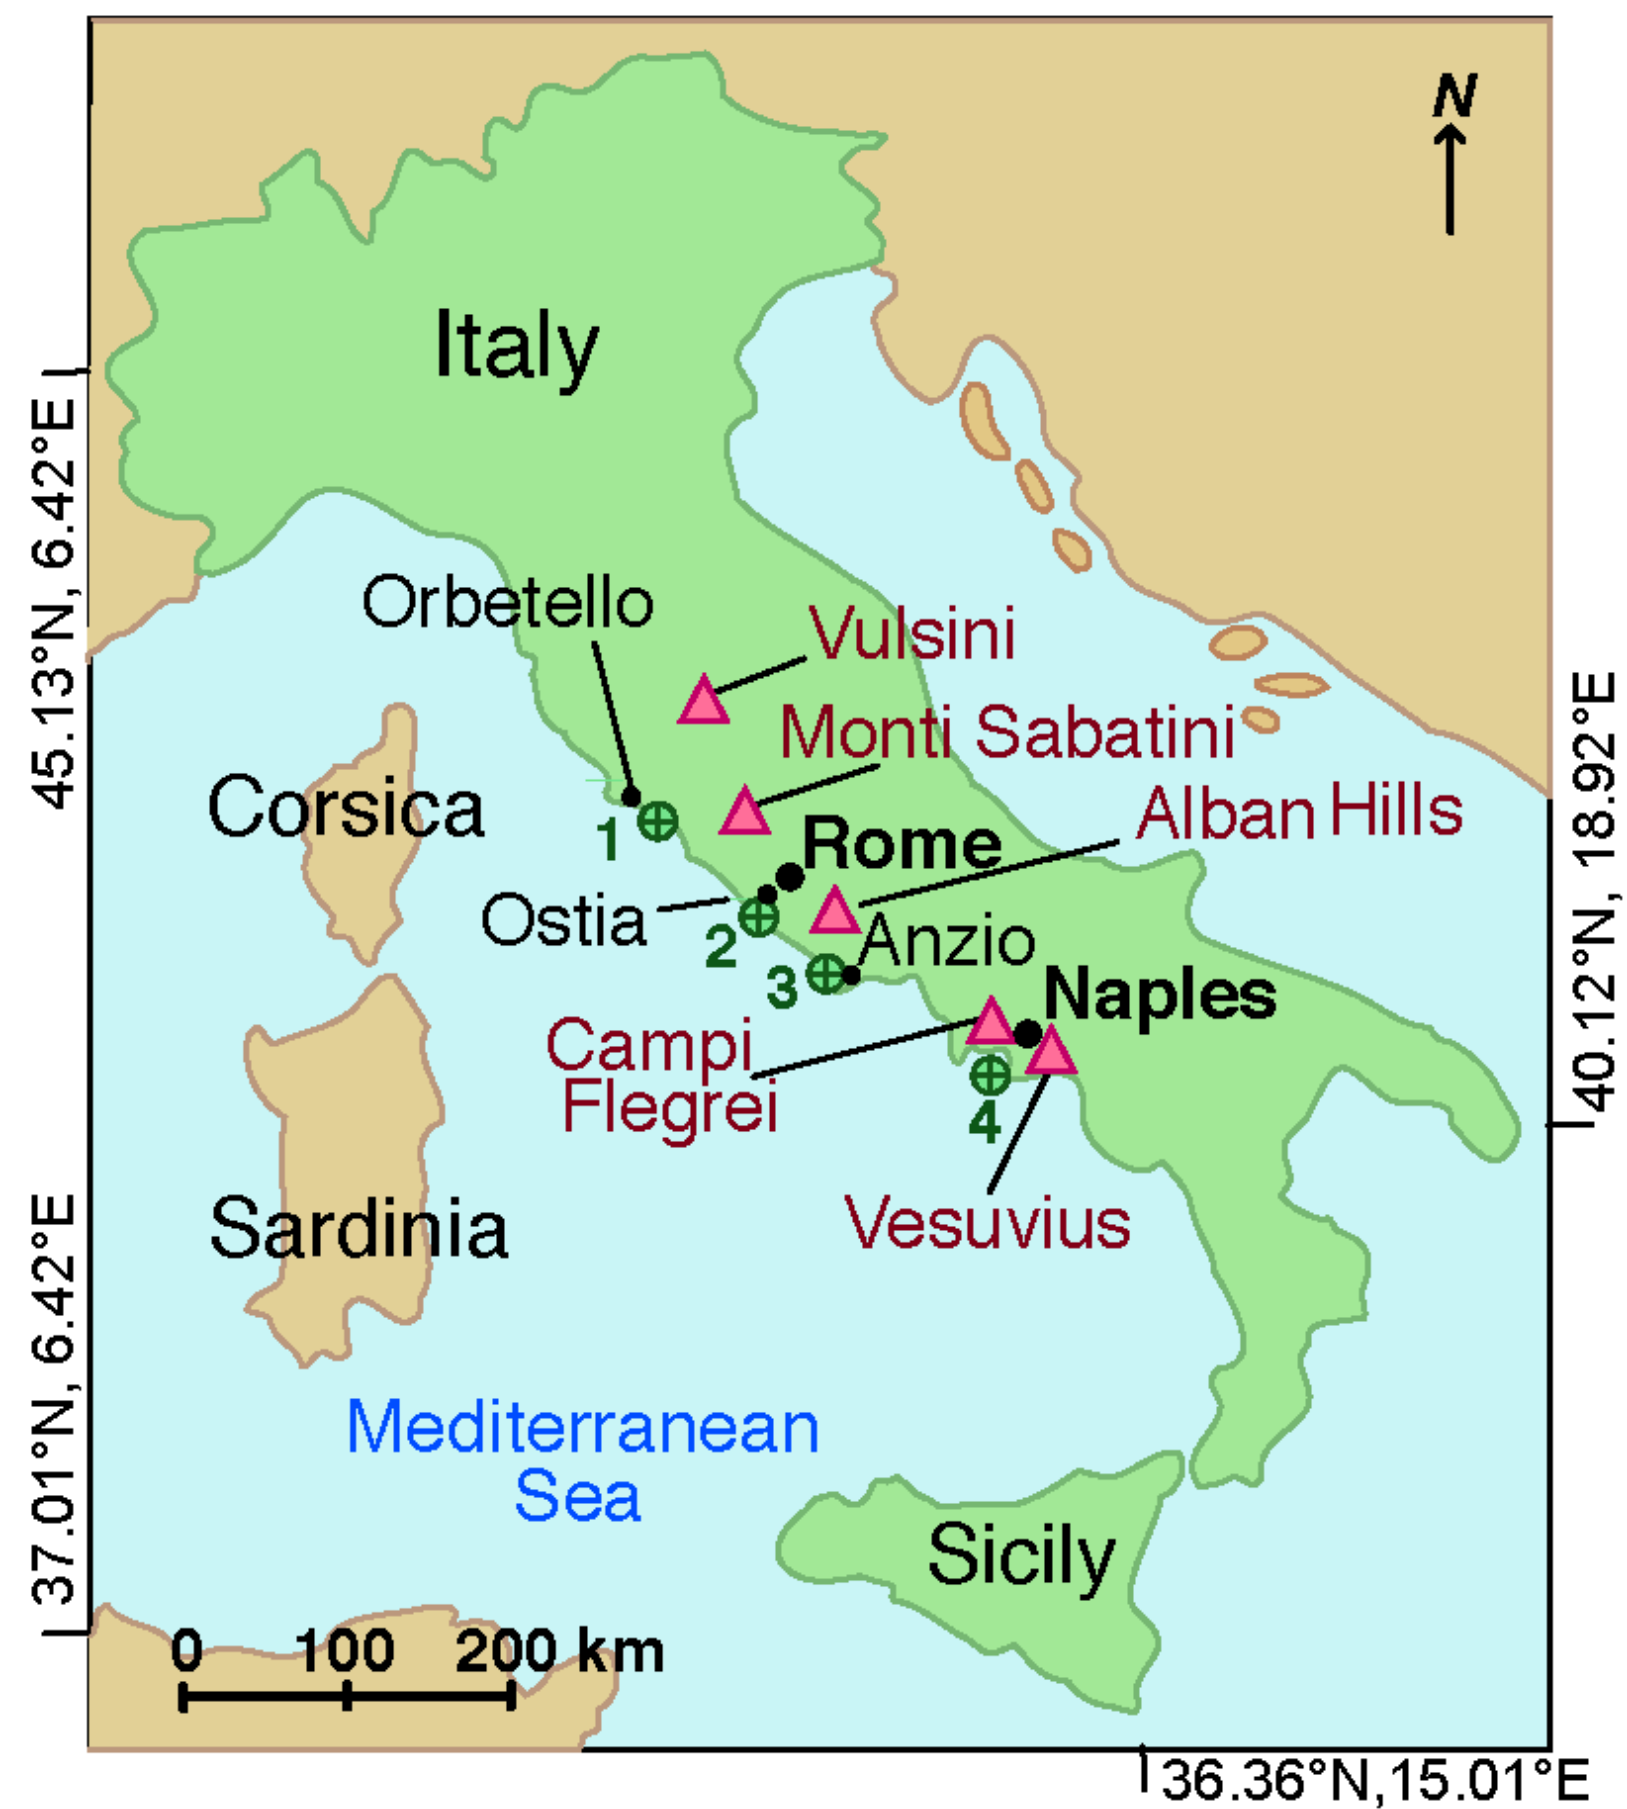 N
Italy
45.13°N, 6.42°E
Orbetello
Vulsini
Monti Sabatini
40.12°N, 18.92°E
Corsica
Alban Hills
1
Rome
Ostia
2
Anzio
3
Naples
Campi
Flegrei
4
Vesuvius
Sardinia
37.01°N, 6.42°E
Mediterranean
Sea
Sicily
0 100 200 km
36.36°N,15.01°E